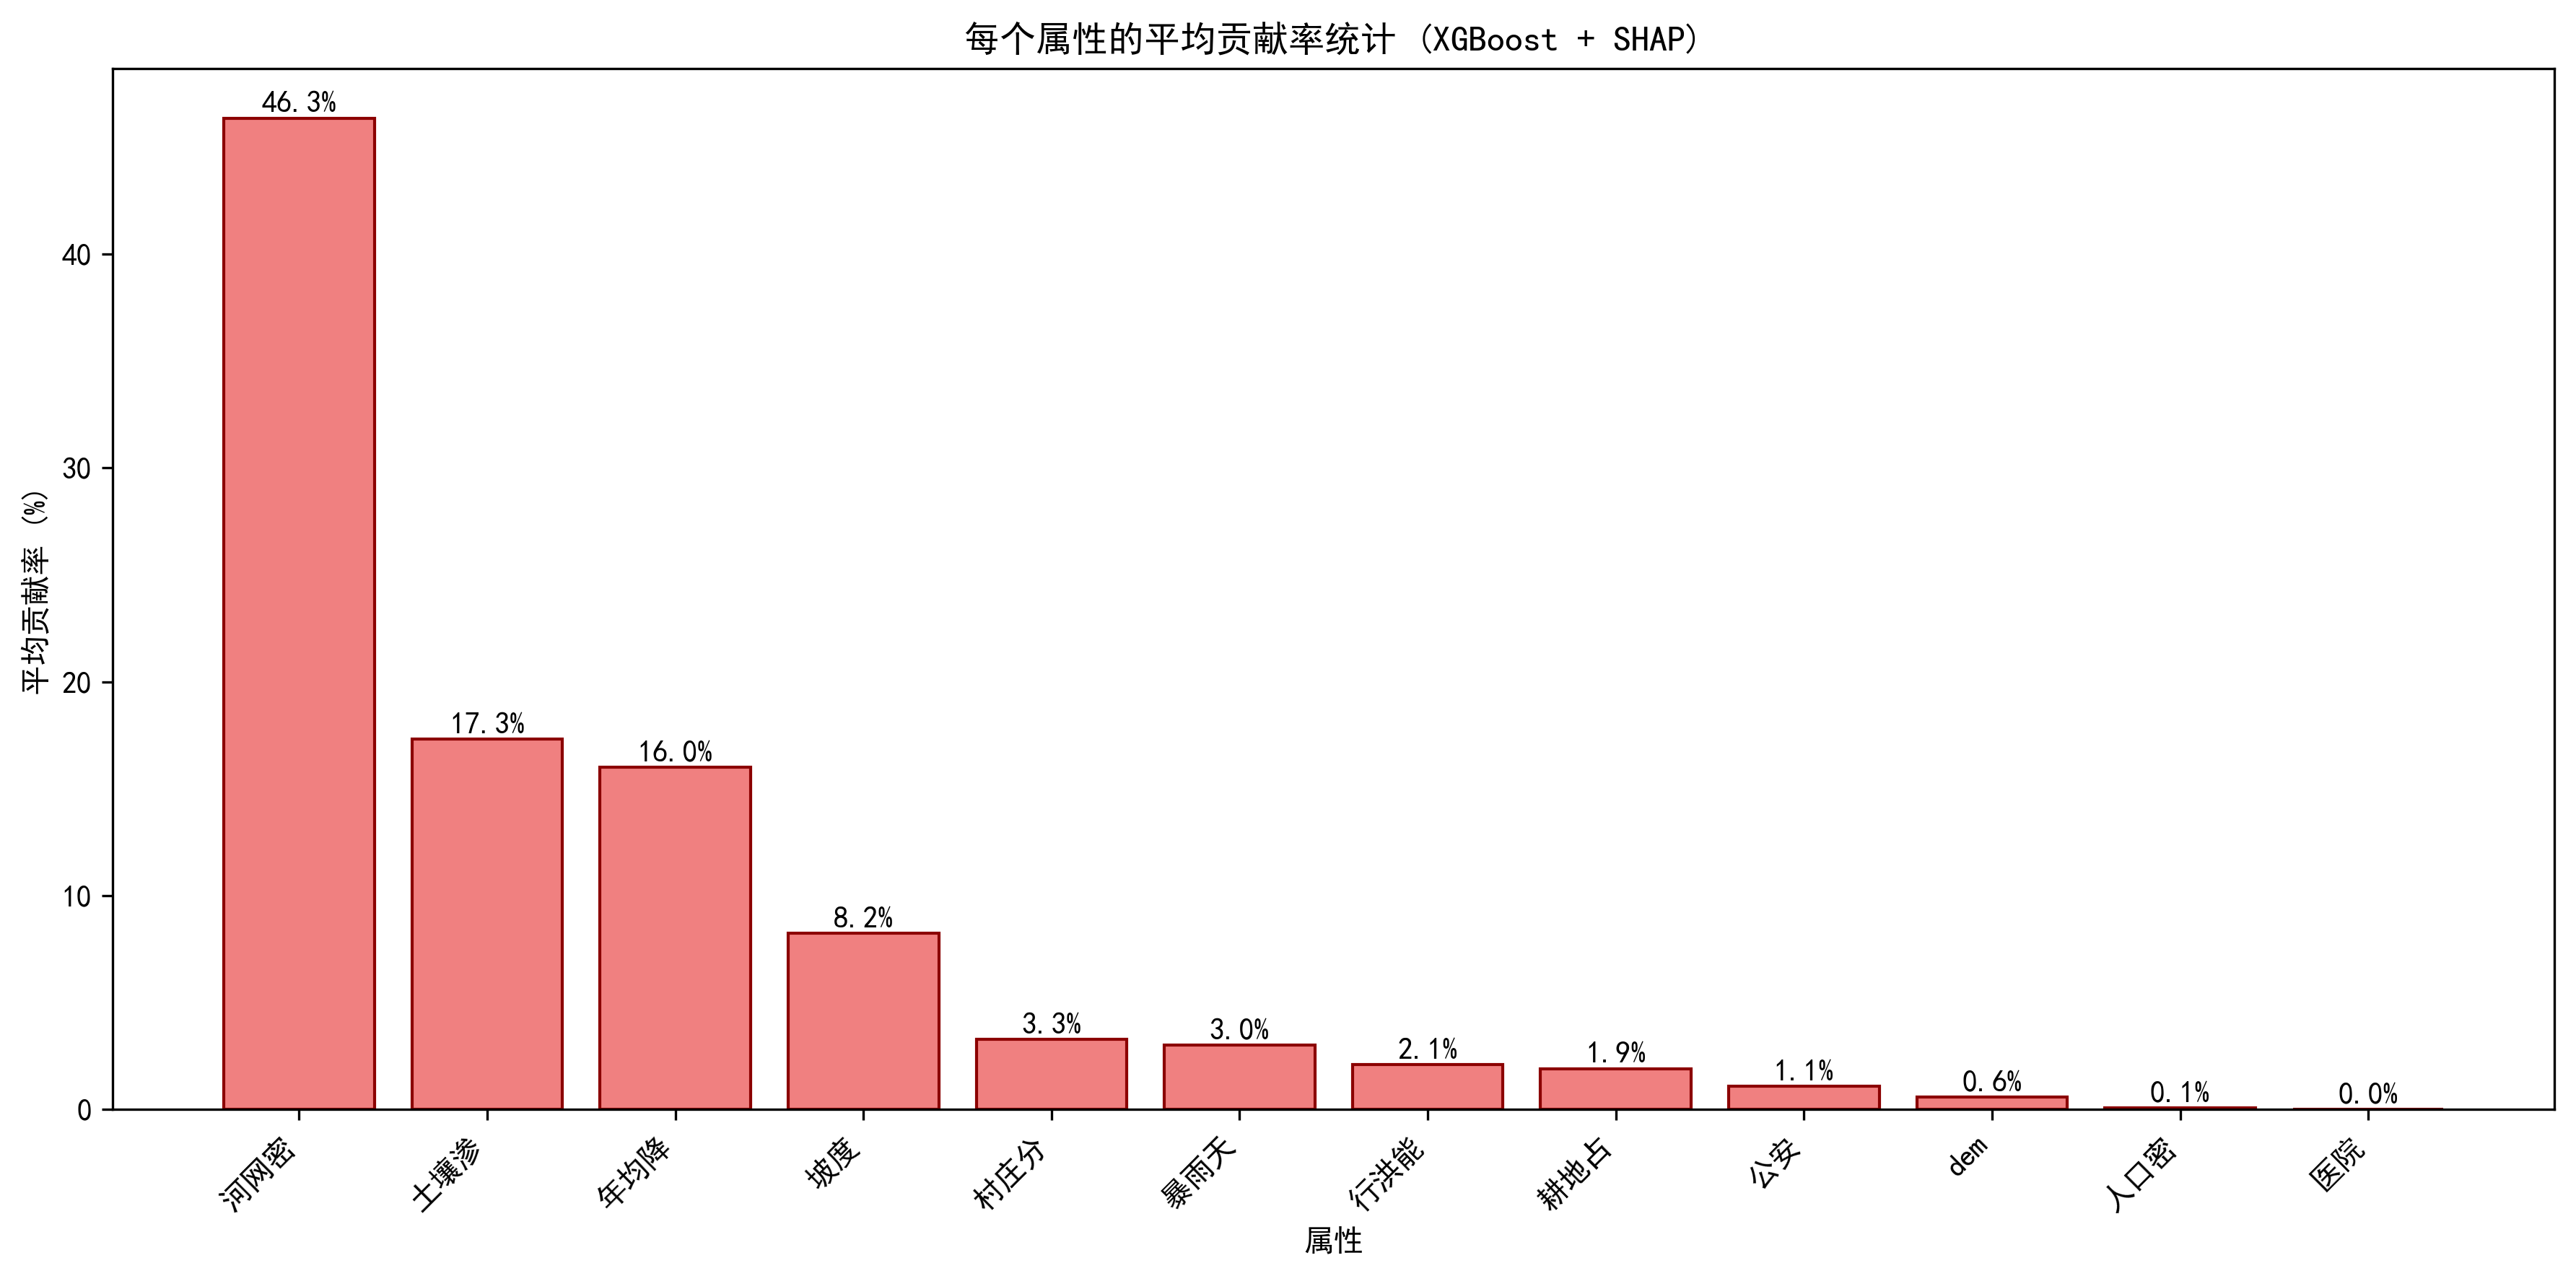 每个属性的平均贡献率统计 (XGBoost + SHAP)
平均贡献率 (%)
40
30
20
10
0
46.3%
17.3%
16.0%
8.2%
3.3%
3.0%
2.1%
1.9%
1.1%
0.6%
0.1%
0.0%
河网密
土壤渗
年均降
坡度
村庄分
暴雨天
行洪能
耕地占
公安
dem
人口密
医院
属性